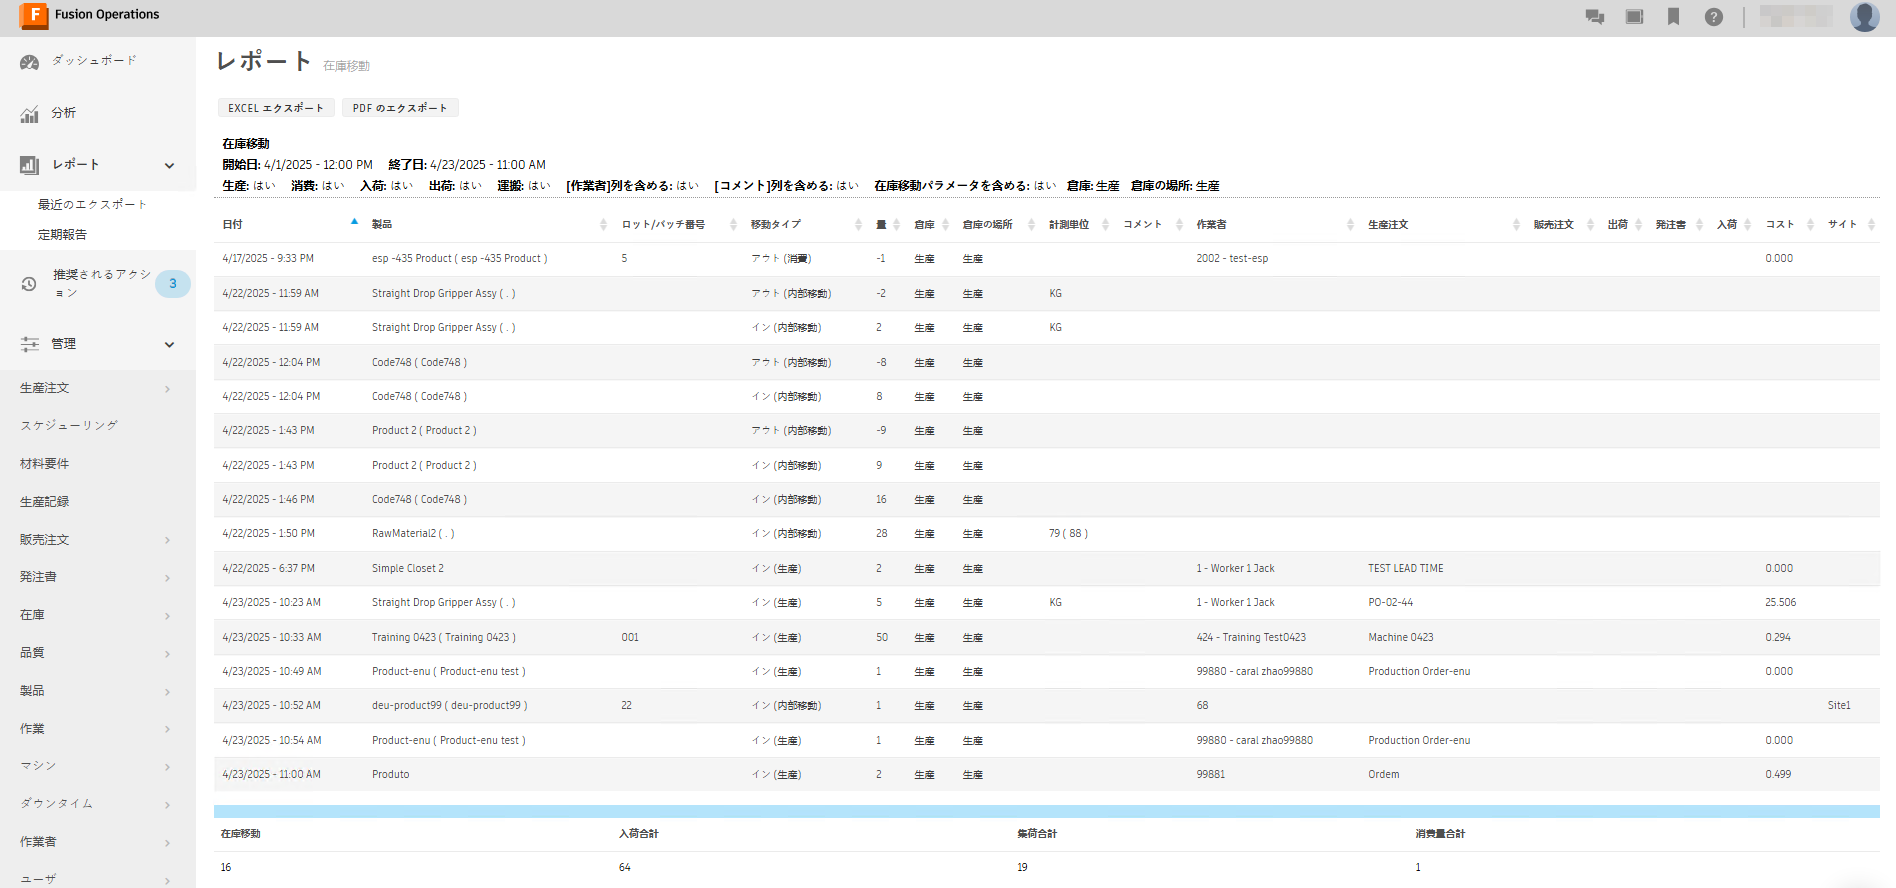 Fusion Operations
ダッシュボード
分析
レポート
最近のエクスポート
定期報告
推奨されるアクシ
ョン
3
管理
生産注文
スケジューリング
材料要件
生産記録
販売注文
発注書
在庫
品質
製品
作業
マシン
ダウンタイム
作業者
ユーザ
レポート 在庫移動
EXCEL エクスポート PDF のエクスポート
在庫移動
開始日: 4/1/2025 - 12:00 PM 終了日: 4/23/2025 - 11:00 AM
生産: はい 消費: はい 入荷: はい 出荷: はい 運搬: はい [作業者]列を含める: はい [コメント]列を含める: はい 在庫移動パラメータを含める: はい 倉庫: 生産 倉庫の場所: 生産
日付 製品 ロット/バッチ番号 移動タイプ 量 倉庫 倉庫の場所 計測単位 コメント 作業者 生産注文 販売注文 出荷 発注書 入荷 コスト サイト
4/17/2025 - 9:33 PM esp -435 Product ( esp -435 Product ) 5 アウト (消費) -1 生産 生産 2002 - test-esp 0.000
4/22/2025 - 11:59 AM Straight Drop Gripper Assy ( . ) アウト (内部移動) -2 生産 生産 KG
4/22/2025 - 11:59 AM Straight Drop Gripper Assy ( . ) イン (内部移動) 2 生産 生産 KG
4/22/2025 - 12:04 PM Code748 ( Code748 ) アウト (内部移動) -8 生産 生産
4/22/2025 - 12:04 PM Code748 ( Code748 ) イン (内部移動) 8 生産 生産
4/22/2025 - 1:43 PM Product 2 ( Product 2 ) アウト (内部移動) -9 生産 生産
4/22/2025 - 1:43 PM Product 2 ( Product 2 ) イン (内部移動) 9 生産 生産
4/22/2025 - 1:46 PM Code748 ( Code748 ) イン (内部移動) 16 生産 生産
4/22/2025 - 1:50 PM RawMaterial2 ( . ) イン (内部移動) 28 生産 生産 79 ( 88 )
4/22/2025 - 6:37 PM Simple Closet 2 イン (生産) 2 生産 生産 1 - Worker 1 Jack TEST LEAD TIME 0.000
4/23/2025 - 10:23 AM Straight Drop Gripper Assy ( . ) イン (生産) 5 生産 生産 KG 1 - Worker 1 Jack PO-02-44 25.506
4/23/2025 - 10:33 AM Training 0423 ( Training 0423 ) 001 イン (生産) 50 生産 生産 424 - Training Test0423 Machine 0423 0.294
4/23/2025 - 10:49 AM Product-enu ( Product-enu test ) イン (生産) 1 生産 生産 99880 - caral zhao99880 Production Order-enu 0.000
4/23/2025 - 10:52 AM deu-product99 ( deu-product99 ) 22 イン (内部移動) 1 生産 生産 68 Site1
4/23/2025 - 10:54 AM Product-enu ( Product-enu test ) イン (生産) 1 生産 生産 99880 - caral zhao99880 Production Order-enu 0.000
4/23/2025 - 11:00 AM Produto イン (生産) 2 生産 生産 99881 Ordem 0.499
在庫移動 入荷合計 集荷合計 消費量合計
16 64 19 1